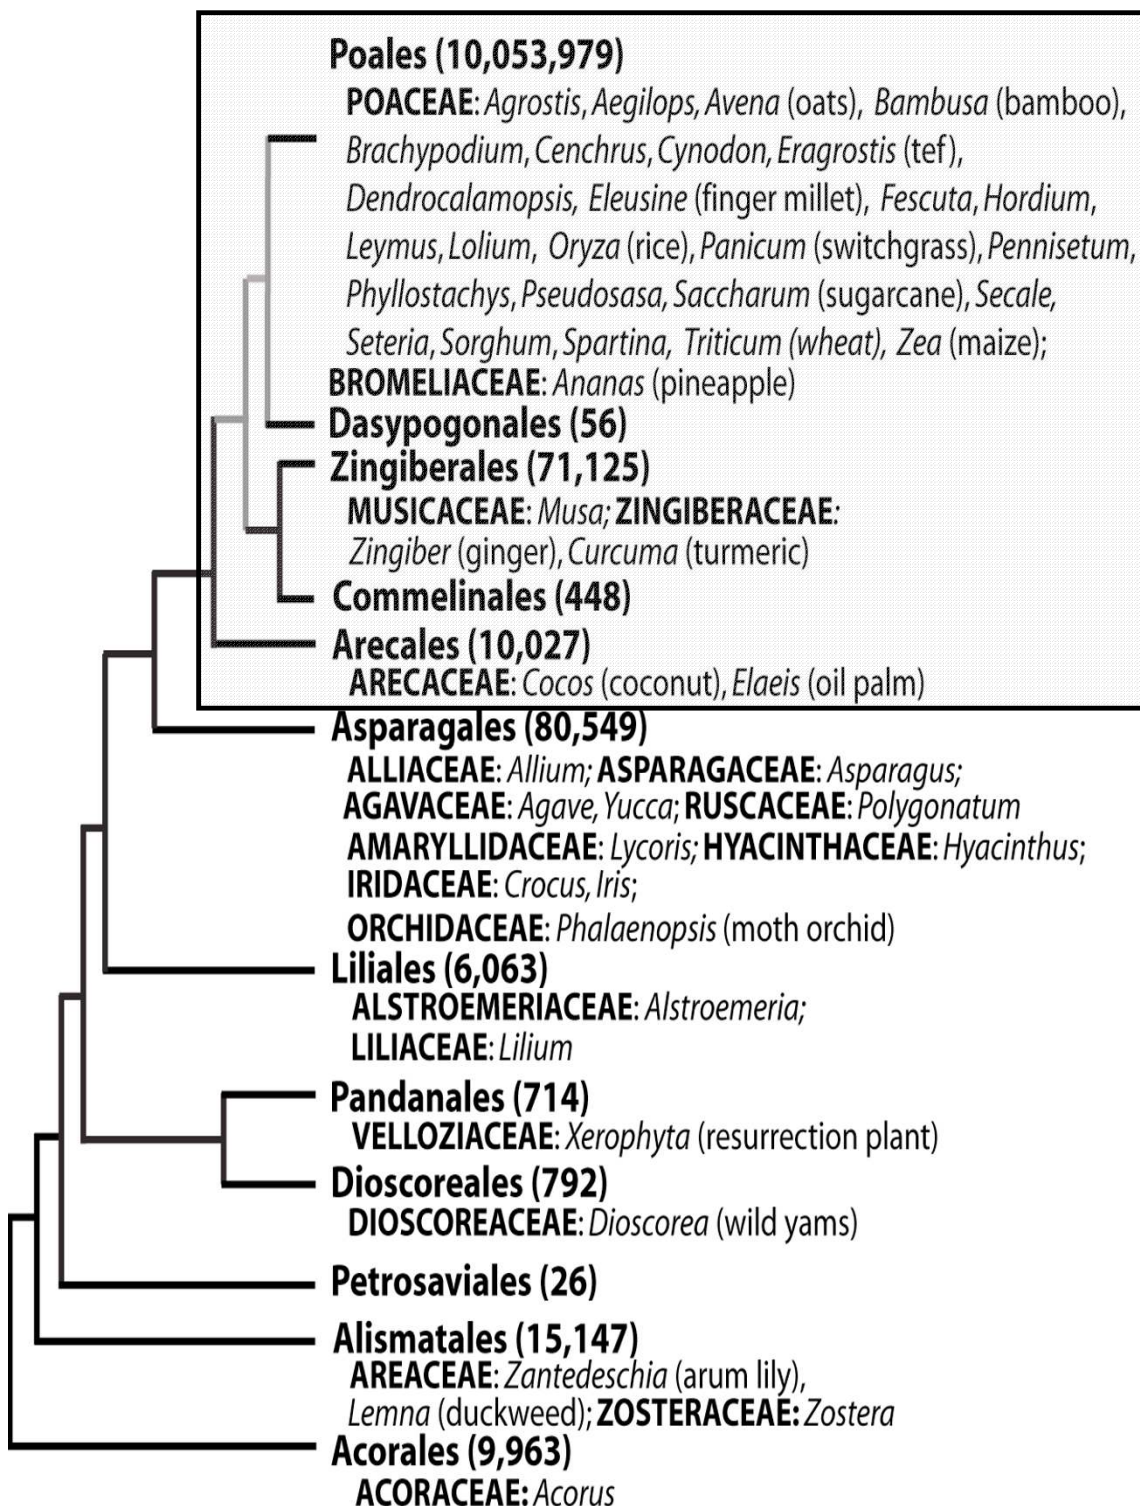 Poales (10,053,979)
POACEAE: Agrostis, Aegilops, Avena (oats), Bambusa (bamboo),
Brachypodium, Cenchrus, Cynodon, Eragrostis (tef),
Dendrocalamopsis, Eleusine (finger millet), Fescuta, Hordium,
Leymus, Lolium, Oryza (rice), Panicum (switchgrass), Pennisetum,
Phyllostachys, Pseudosasa, Saccharum (sugarcane), Secale,
Seteria, Sorghum, Spartina, Triticum (wheat), Zea (maize);
BROMELIACEAE: Ananas (pineapple)
Dasypogonales (56)
Zingiberales (71,125)
MUSICACEAE: Musa; ZINGIBERACEAE:
Zingiber (ginger), Curcuma (turmeric)
Commelinales (448)
Arecales (10,027)
ARECACEAE: Cocos (coconut), Elaeis (oil palm)
Asparagales (80,549)
ALLIACEAE: Allium; ASPARAGACEAE: Asparagus;
AGAVACEAE: Agave, Yucca; RUSCACEAE: Polygonatum
AMARYLLIDACEAE: Lycoris; HYACINTHACEAE: Hyacinthus;
IRIDACEAE: Crocus, Iris;
ORCHIDACEAE: Phalaenopsis (moth orchid)
Liliales (6,063)
ALSTROEMERIACEAE: Alstroemeria;
LILIACEAE: Lilium
Pandanales (714)
VELLOZIACEAE: Xerophyta (resurrection plant)
Dioscoreales (792)
DIOSCOREACEAE: Dioscorea (wild yams)
Petrosaviales (26)
Alismatales (15,147)
AREACEAE: Zantedeschia (arum lily),
Lemna (duckweed); ZOSTERACEAE: Zostera
Acorales (9,963)
ACORACEAE: Acorus